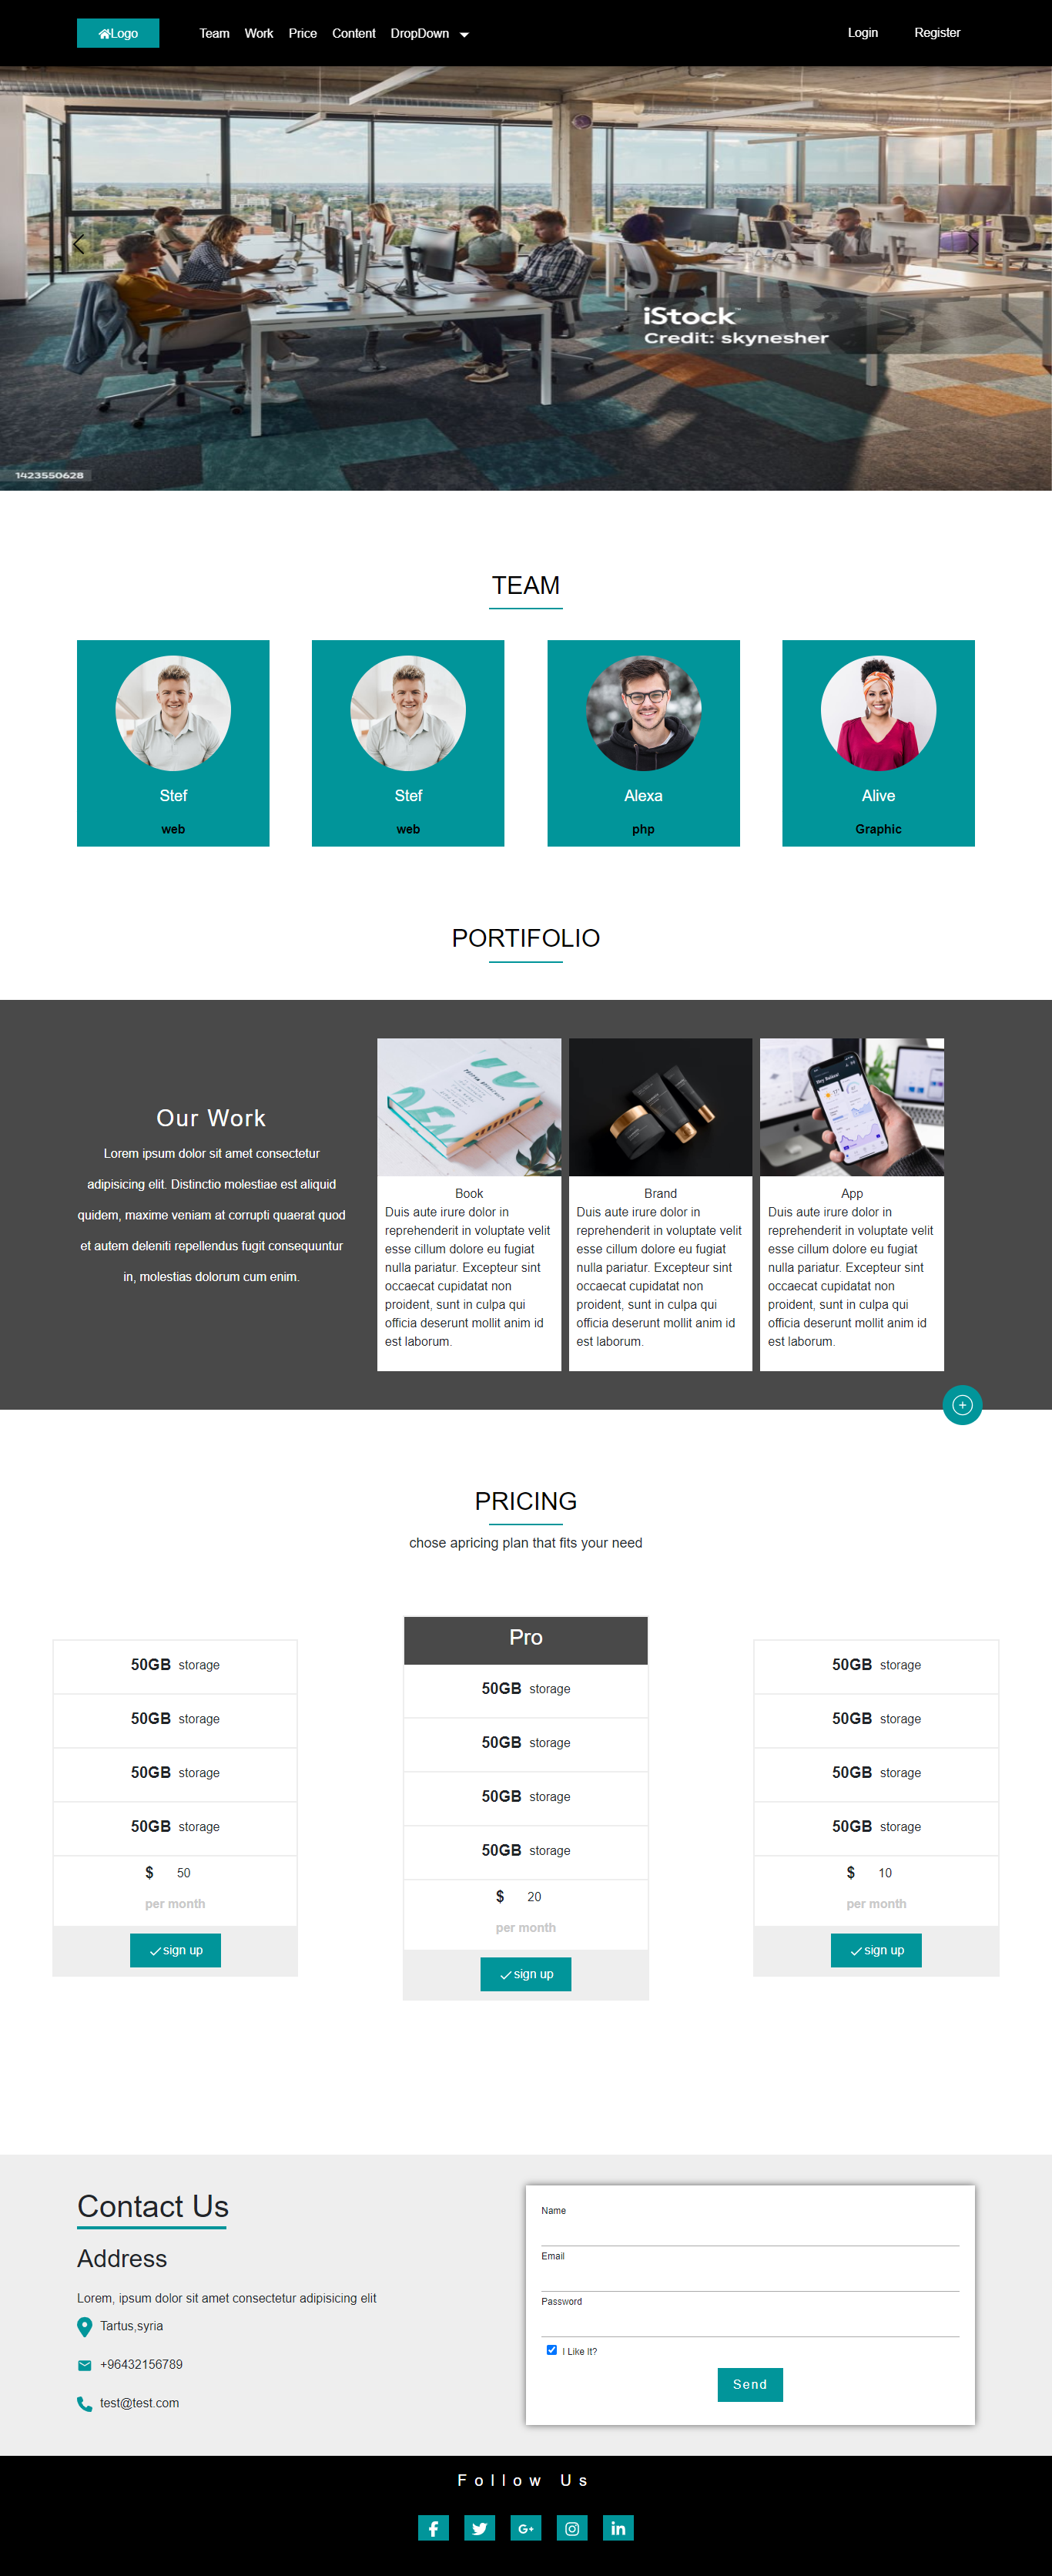 Logo Team Work Price Content DropDown Login Register
iStock
Credit: skynesher
1423550628
TEAM
Stef
web
Stef
web
Alexa
php
Alive
Graphic
PORTIFOLIO
Our Work
Lorem ipsum dolor sit amet consectetur
adipisicing elit. Distinctio molestiae est aliquid
quidem, maxime veniam at corrupti quaerat quod
et autem deleniti repellendus fugit consequuntur
in, molestias dolorum cum enim.
Book
Duis aute irure dolor in
reprehenderit in voluptate velit
esse cillum dolore eu fugiat
nulla pariatur. Excepteur sint
occaecat cupidatat non
proident, sunt in culpa qui
officia deserunt mollit anim id
est laborum.
Brand
Duis aute irure dolor in
reprehenderit in voluptate velit
esse cillum dolore eu fugiat
nulla pariatur. Excepteur sint
occaecat cupidatat non
proident, sunt in culpa qui
officia deserunt mollit anim id
est laborum.
App
Duis aute irure dolor in
reprehenderit in voluptate velit
esse cillum dolore eu fugiat
nulla pariatur. Excepteur sint
occaecat cupidatat non
proident, sunt in culpa qui
officia deserunt mollit anim id
est laborum.
PRICING
chose apricing plan that fits your need
50GB storage
50GB storage
50GB storage
50GB storage
$ 50
per month
sign up
Pro
50GB storage
50GB storage
50GB storage
50GB storage
$ 20
per month
sign up
50GB storage
50GB storage
50GB storage
50GB storage
$ 10
per month
sign up
Contact Us
Address
Lorem, ipsum dolor sit amet consectetur adipisicing elit
Tartus,syria
+96432156789
test@test.com
Name
Email
Password
I Like It?
Send
Follow Us